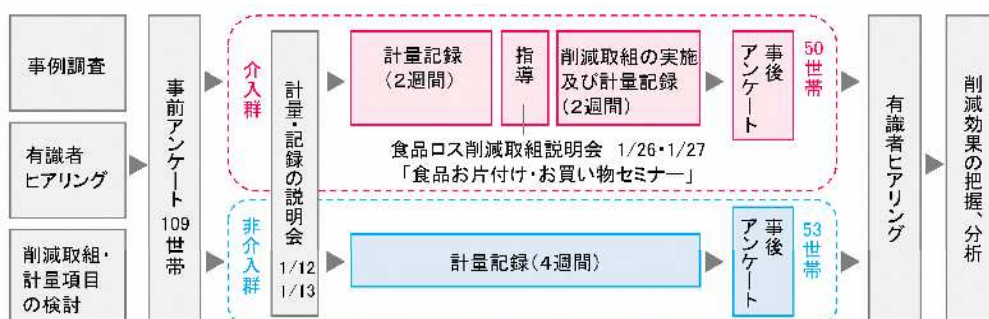 事例調査
有識者
ヒアリング
削減取組・
計量項目
の検討
事前アンケート
109
世帯
介入群
非介入群
計量・記録の説明会
1/12
1/13
計量記録
(2週間)
指導
削減取組の実施
及び計量記録
(2週間)
事後
アンケート
50世帯
食品ロス削減取組説明会 1/26・1/27
「食品お片付け・お買い物セミナー」
計量記録(4週間)
事後
アンケート
53世帯
有識者ヒアリング
削減効果の把握、分析